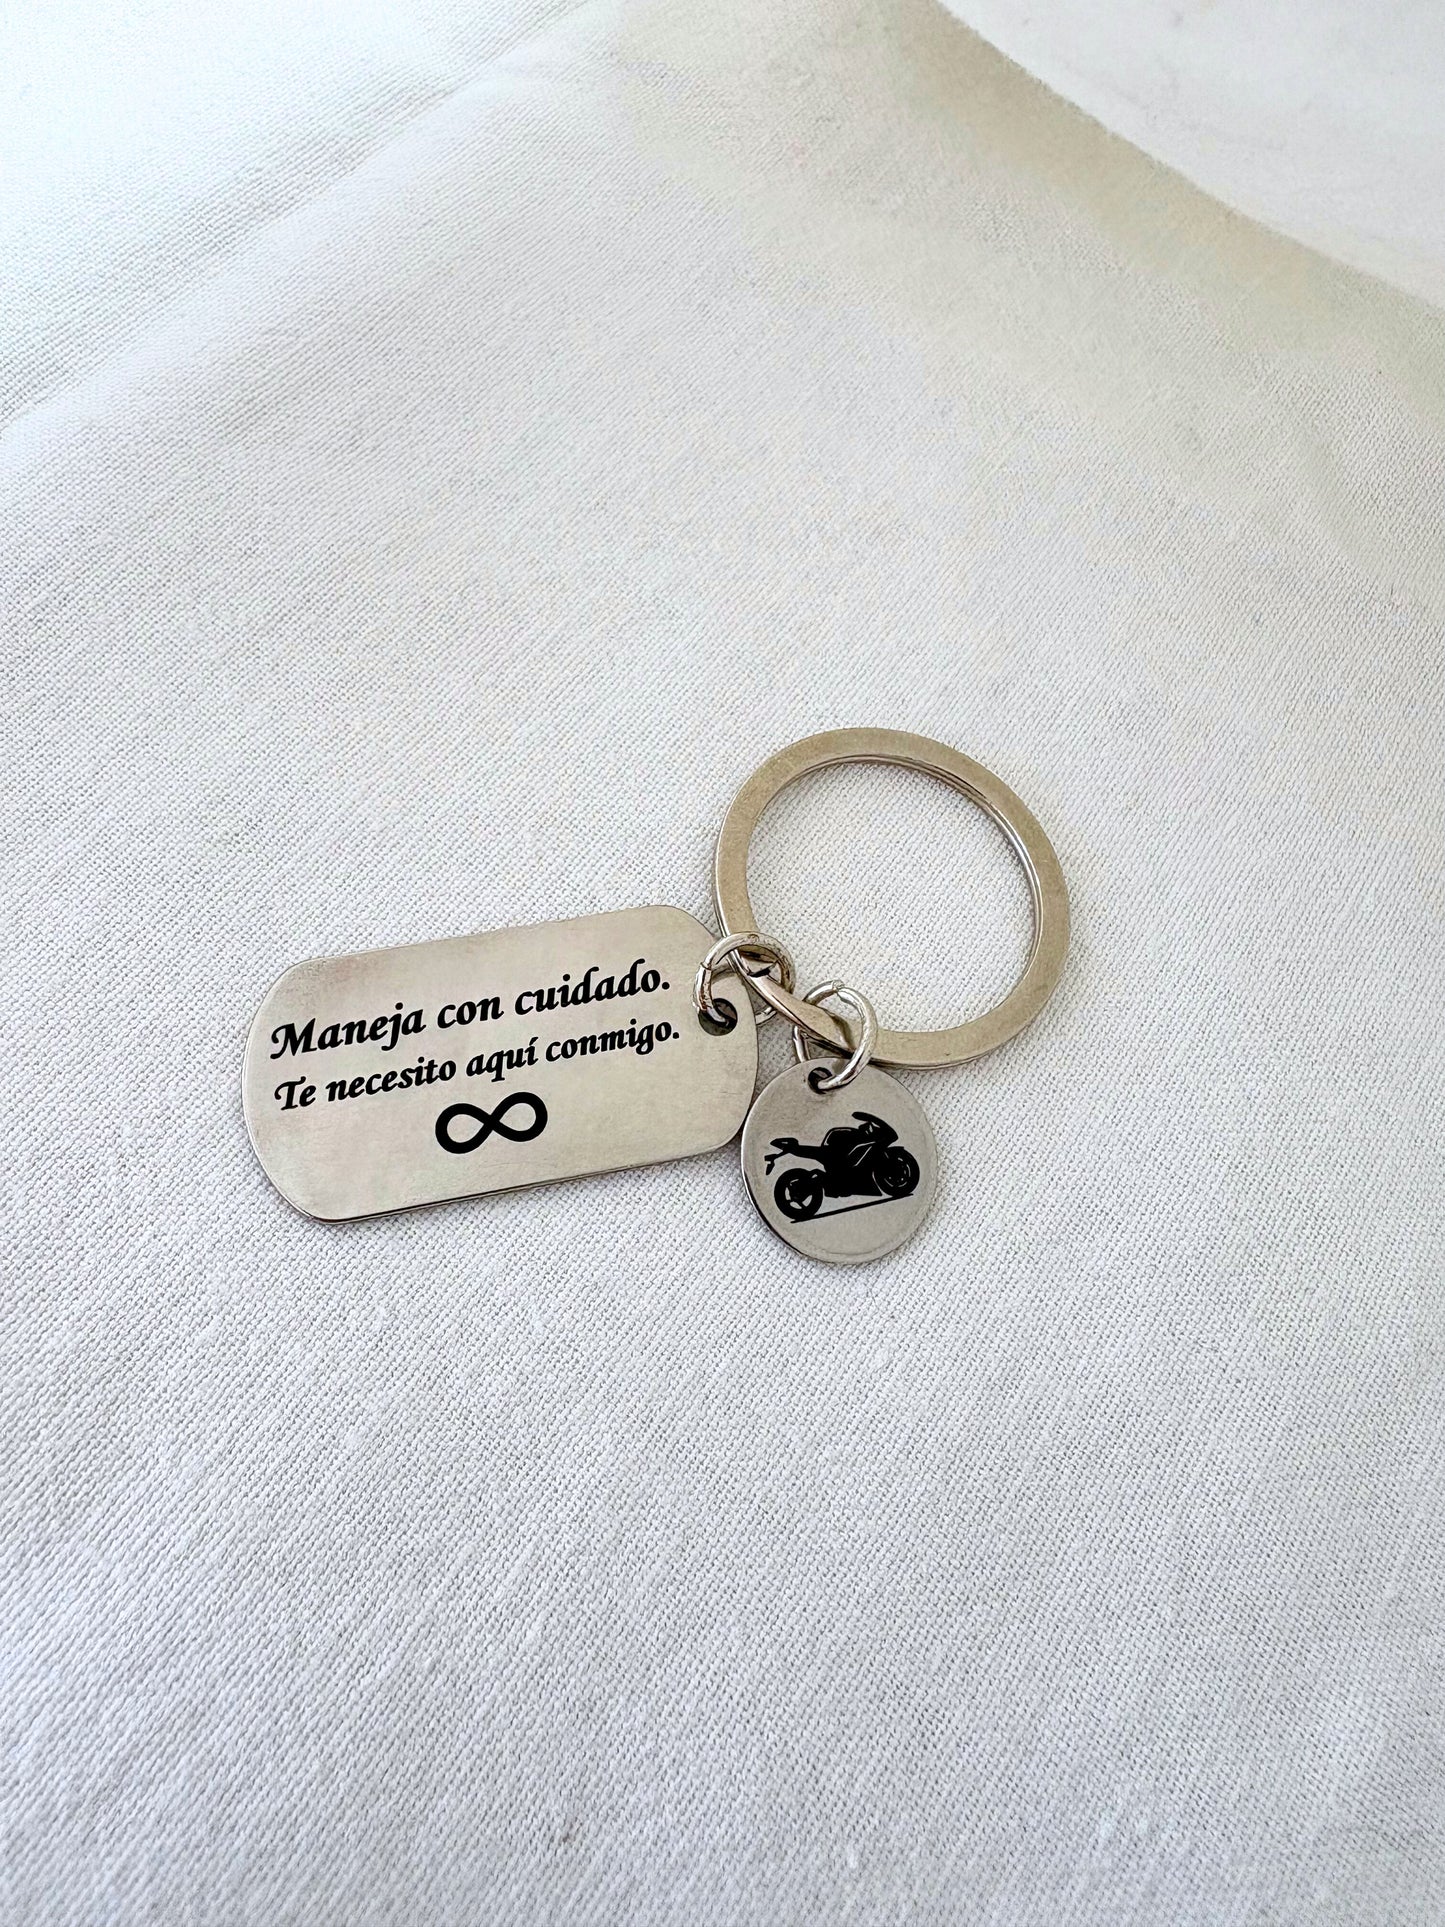 Maneja con cuidado.
Te necesito aquí conmigo.